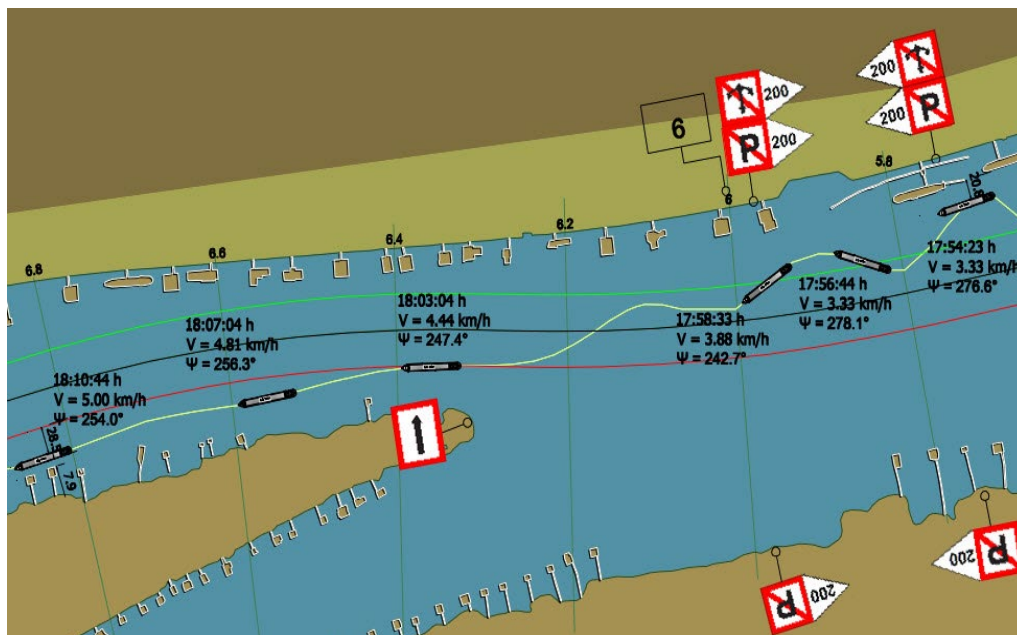 200
P
200
200
P
200
6
5.8
20.8
6
6.2
6.4
6.6
6.8
17:54:23 h
V = 3.33 km/h
Ψ = 276.6°
17:56:44 h
V = 3.33 km/h
Ψ = 278.1°
17:58:33 h
V = 3.88 km/h
Ψ = 242.7°
18:03:04 h
V = 4.44 km/h
Ψ = 247.4°
18:07:04 h
V = 4.81 km/h
Ψ = 256.3°
18:10:44 h
V = 5.00 km/h
Ψ = 254.0°
7.9
P
200
P
200